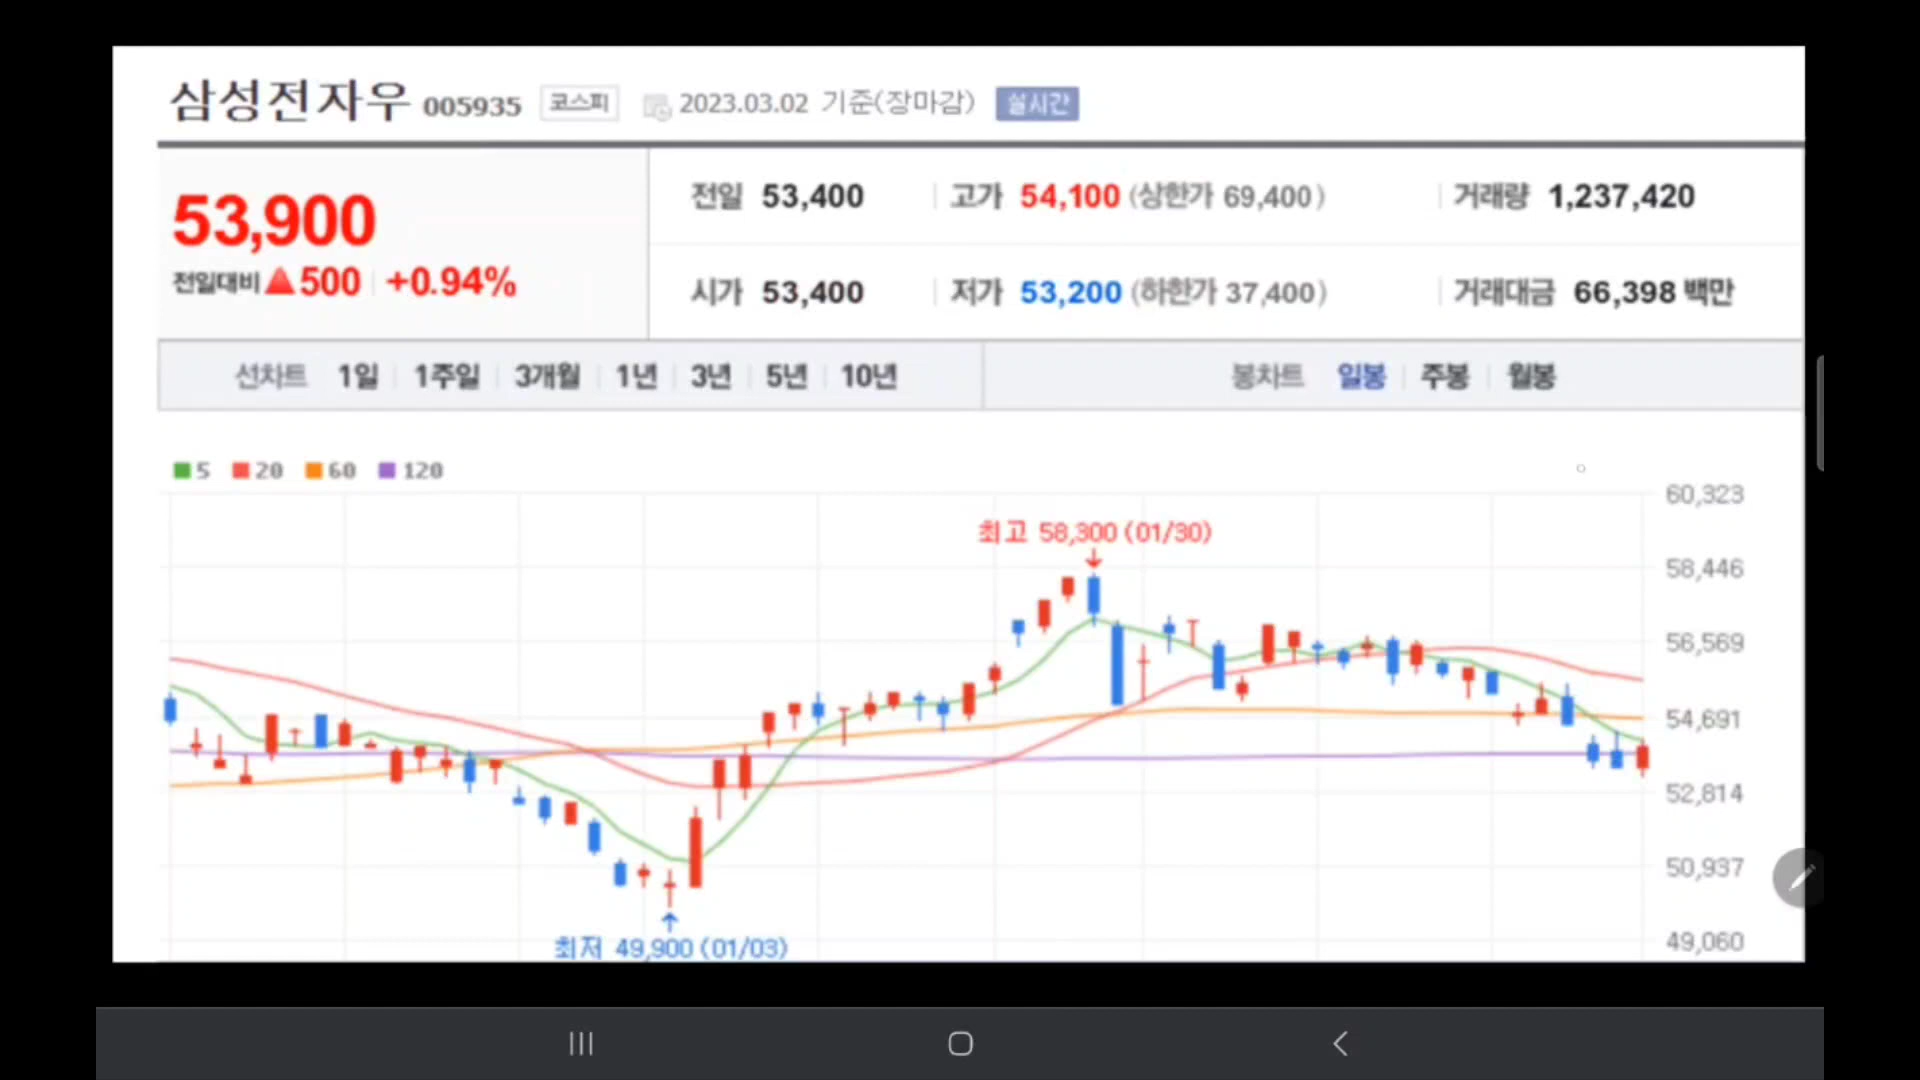 삼성전자우 005935 코스피 2023.03.02 기준(장마감) 실시간
53,900
전일대비 ▲500 +0.94%
전일 53,400 고가 54,100 (상한가 69,400) 거래량 1,237,420
시가 53,400 저가 53,200 (하한가 37,400) 거래대금 66,398 백만
선차트 1일 1주일 3개월 1년 3년 5년 10년 봉차트 일봉 주봉 월봉
5 20 60 120
60,323
최고 58,300 (01/30)
58,446
56,569
54,691
52,814
50,937
49,060
최저 49,900 (01/03)